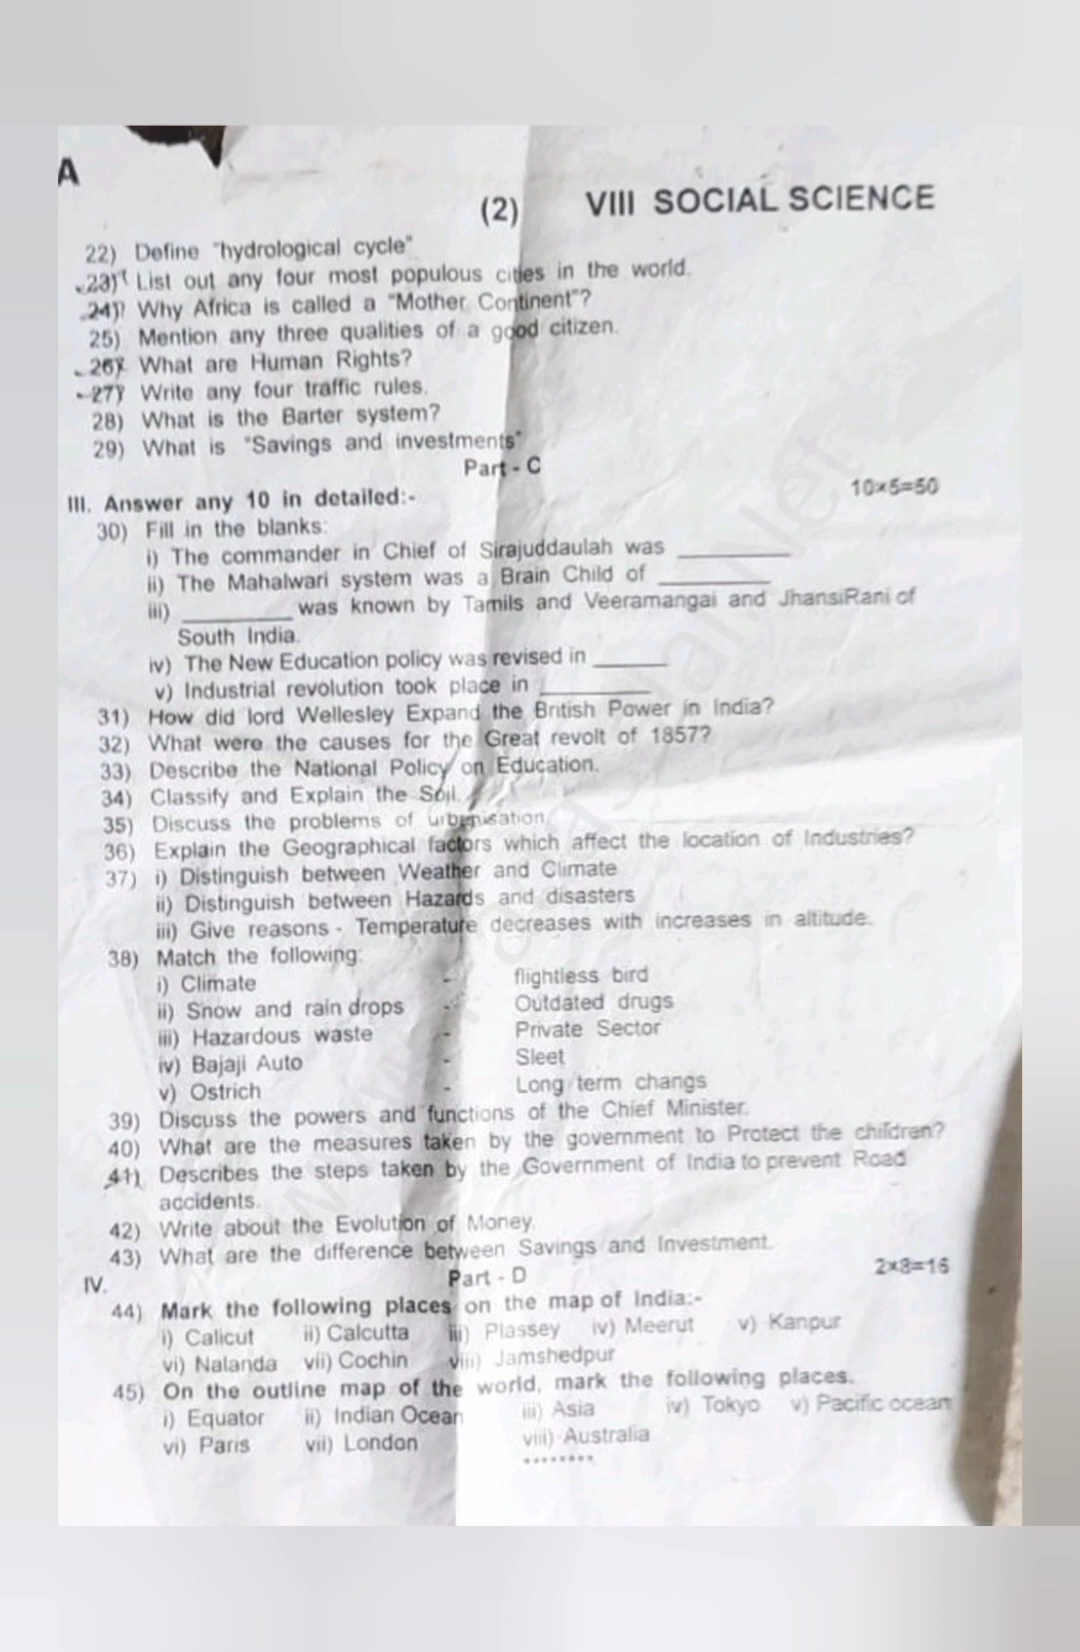 A
(2) VIII SOCIAL SCIENCE
22) Define "hydrological cycle"
23) List out any four most populous cities in the world.
24) Why Africa is called a "Mother Continent"?
25) Mention any three qualities of a good citizen.
26) What are Human Rights?
27) Write any four traffic rules.
28) What is the Barter system?
29) What is "Savings and investments"
Part - C
III. Answer any 10 in detailed:- 10×5=50
30) Fill in the blanks:
i) The commander in Chief of Sirajuddaulah was ________
ii) The Mahalwari system was a Brain Child of ________
iii) ________ was known by Tamils and Veeramangai and JhansiRani of
South India.
iv) The New Education policy was revised in ______
v) Industrial revolution took place in ________
31) How did lord Wellesley Expand the British Power in India?
32) What were the causes for the Great revolt of 1857?
33) Describe the National Policy on Education.
34) Classify and Explain the Soil.
35) Discuss the problems of urbenisation.
36) Explain the Geographical factors which affect the location of Industries?
37) i) Distinguish between Weather and Climate
ii) Distinguish between Hazards and disasters
iii) Give reasons - Temperature decreases with increases in altitude.
38) Match the following:
i) Climate - flightless bird
ii) Snow and rain drops - Outdated drugs
iii) Hazardous waste - Private Sector
iv) Bajaji Auto - Sleet
v) Ostrich - Long term changs
39) Discuss the powers and functions of the Chief Minister.
40) What are the measures taken by the government to Protect the children?
41) Describes the steps taken by the Government of India to prevent Road
accidents.
42) Write about the Evolution of Money.
43) What are the difference between Savings and Investment.
IV. Part - D 2×8=16
44) Mark the following places on the map of India:-
i) Calicut ii) Calcutta iii) Plassey iv) Meerut v) Kanpur
vi) Nalanda vii) Cochin viii) Jamshedpur
45) On the outline map of the world, mark the following places.
i) Equator ii) Indian Ocean iii) Asia iv) Tokyo v) Pacific ocean
vi) Paris vii) London viii) Australia
********